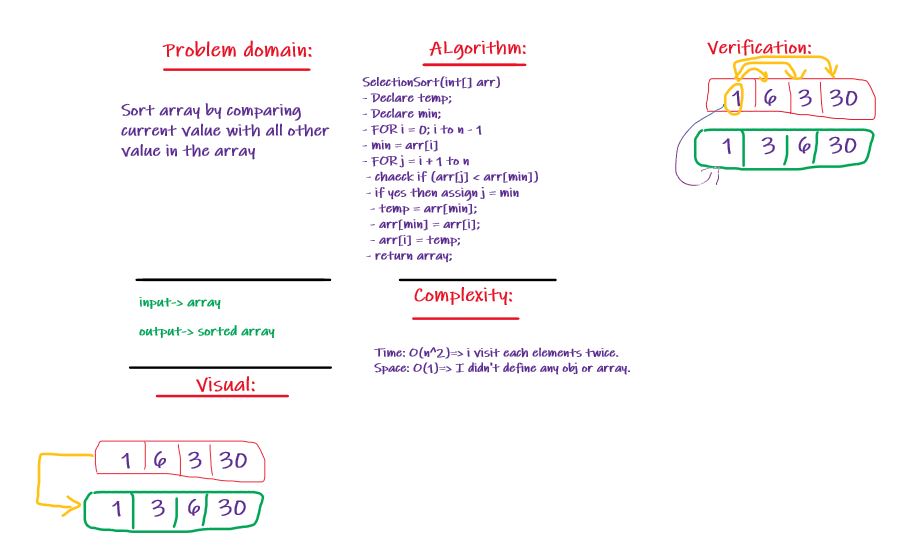 Problem domain:
Sort array by comparing
current value with all other
value in the array
input-> array
output-> sorted array
Visual:
1 6 3 30
1 3 6 30
ALgorithm:
SelectionSort(int[] arr)
- Declare temp;
- Declare min;
- FOR i = 0; i to n - 1
- min = arr[i]
- FOR j = i + 1 to n
- chaeck if (arr[j] < arr[min])
- if yes then assign j = min
- temp = arr[min];
- arr[min] = arr[i];
- arr[i] = temp;
- return array;
Complexity:
Time: O(n^2)=> i visit each elements twice.
Space: O(1)=> I didn't define any obj or array.
Verification:
1 6 3 30
1 3 6 30